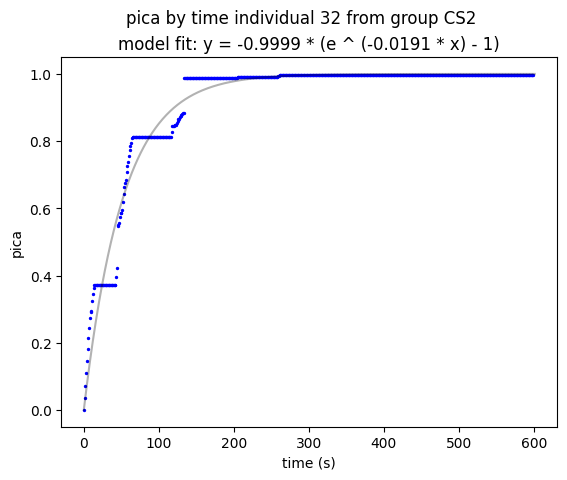 pica by time individual 32 from group CS2
model fit: y = -0.9999 * (e ^ (-0.0191 * x) - 1)
1.0
0.8
0.6
0.4
0.2
0.0
pica
0 100 200 300 400 500 600
time (s)